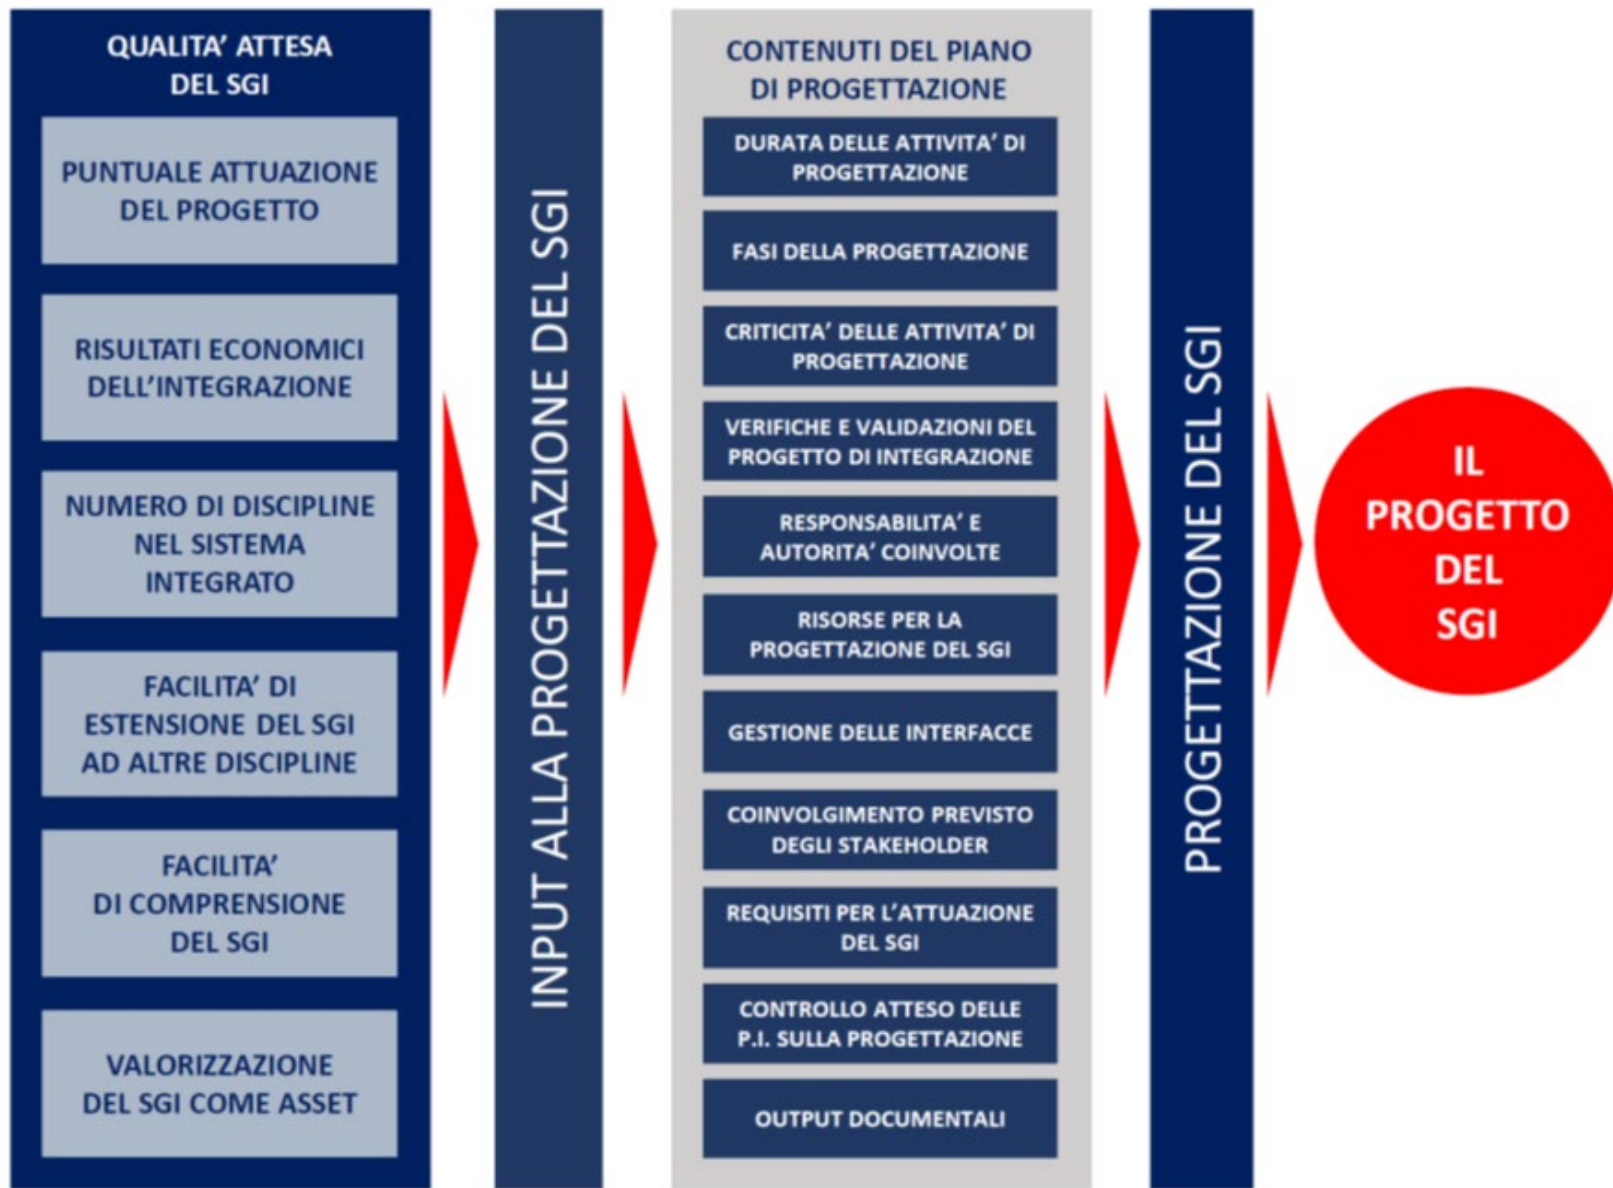 QUALITA' ATTESA
DEL SGI
PUNTUALE ATTUAZIONE
DEL PROGETTO
RISULTATI ECONOMICI
DELL'INTEGRAZIONE
NUMERO DI DISCIPLINE
NEL SISTEMA
INTEGRATO
FACILITA' DI
ESTENSIONE DEL SGI
AD ALTRE DISCIPLINE
FACILITA'
DI COMPRENSIONE
DEL SGI
VALORIZZAZIONE
DEL SGI COME ASSET
INPUT ALLA PROGETTAZIONE DEL SGI
CONTENUTI DEL PIANO
DI PROGETTAZIONE
DURATA DELLE ATTIVITA' DI
PROGETTAZIONE
FASI DELLA PROGETTAZIONE
CRITICITA' DELLE ATTIVITA' DI
PROGETTAZIONE
VERIFICHE E VALIDAZIONI DEL
PROGETTO DI INTEGRAZIONE
RESPONSABILITA' E
AUTORITA' COINVOLTE
RISORSE PER LA
PROGETTAZIONE DEL SGI
GESTIONE DELLE INTERFACCE
COINVOLGIMENTO PREVISTO
DEGLI STAKEHOLDER
REQUISITI PER L'ATTUAZIONE
DEL SGI
CONTROLLO ATTESO DELLE
P.I. SULLA PROGETTAZIONE
OUTPUT DOCUMENTALI
PROGETTAZIONE DEL SGI
IL
PROGETTO
DEL
SGI